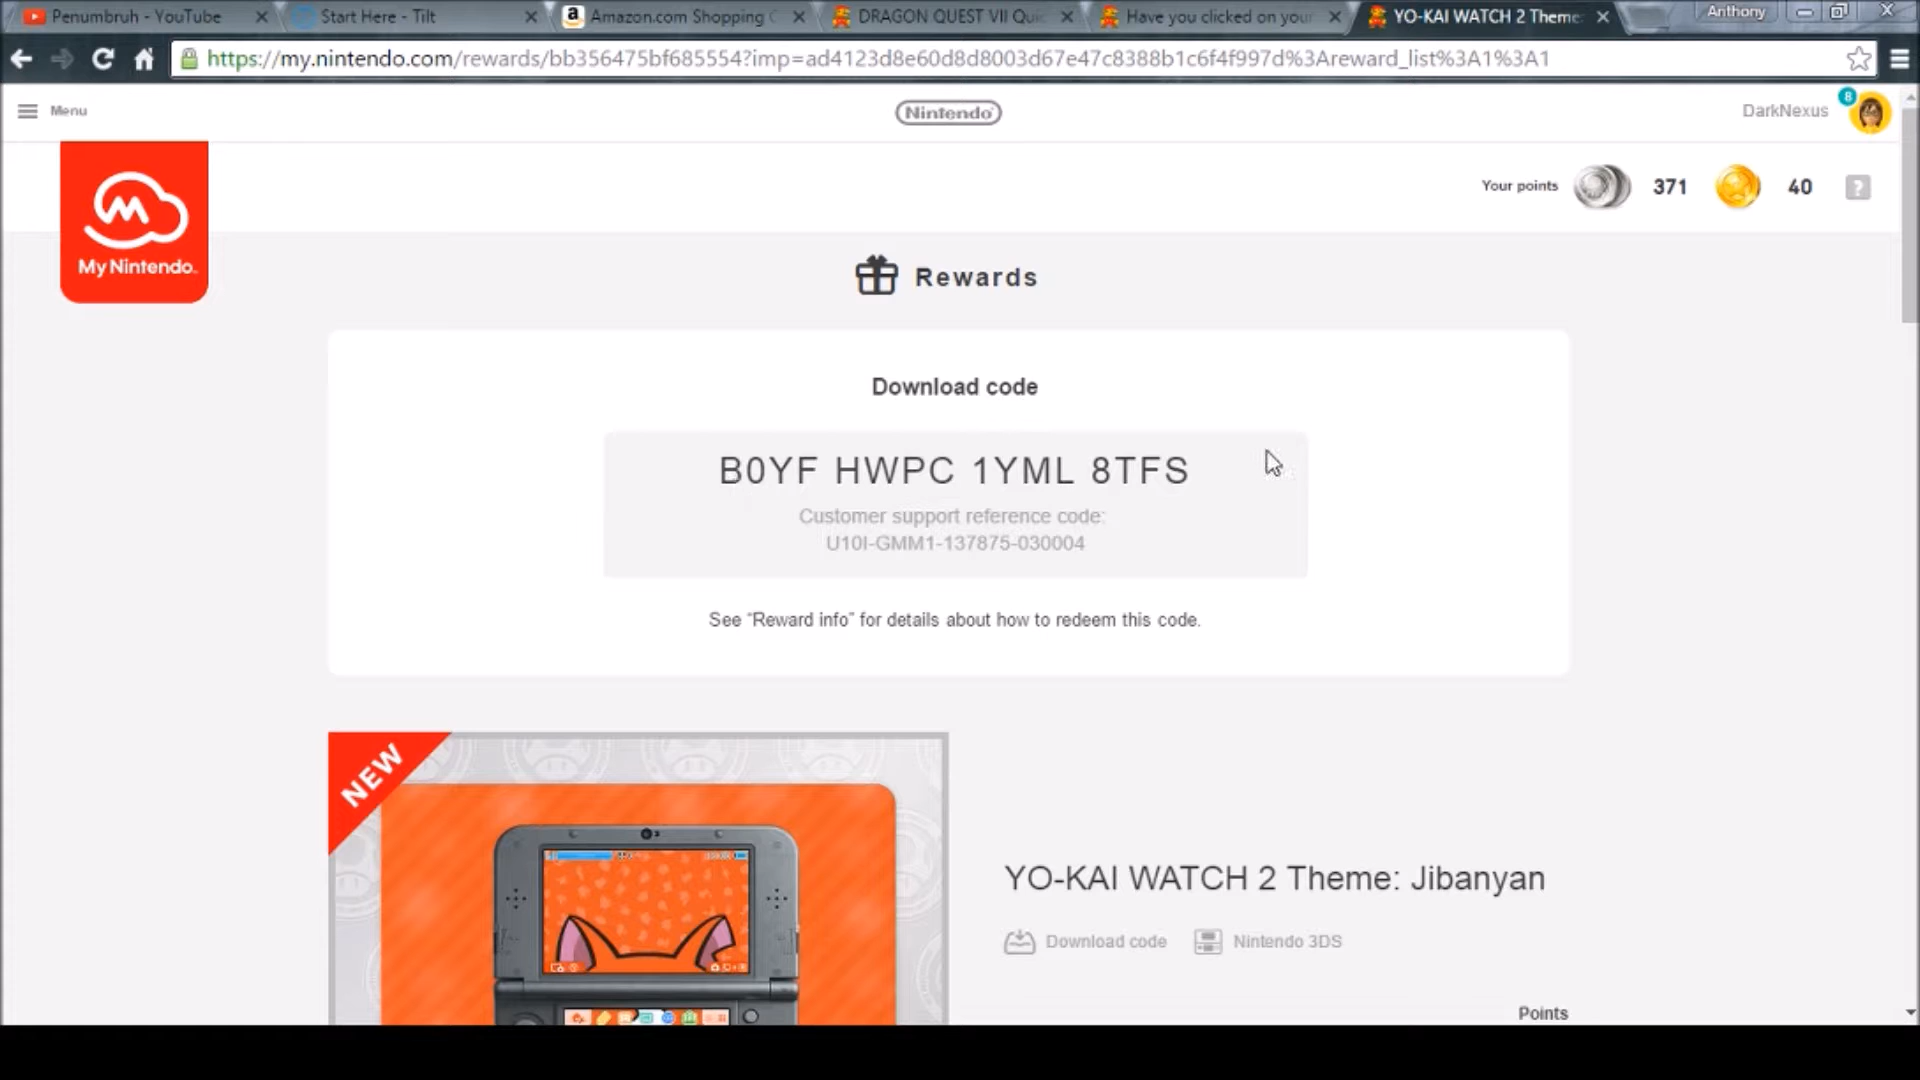 Penumbruh - YouTube
Start Here - Tilt
Amazon.com Shopping
DRAGON QUEST VII Qui
Have you clicked on your
YO-KAI WATCH 2 Theme:
Anthony
https://my.nintendo.com/rewards/bb356475bf685554?imp=ad4123d8e60d8d8003d67e47c8388b1c6f4f997d%3Areward_list%3A1%3A1
Menu
Nintendo
DarkNexus
8
My Nintendo
Your points
371
40
?
Rewards
Download code
B0YF HWPC 1YML 8TFS
Customer support reference code:
U10I-GMM1-137875-030004
See “Reward info” for details about how to redeem this code.
NEW
YO-KAI WATCH 2 Theme: Jibanyan
Download code
Nintendo 3DS
Points